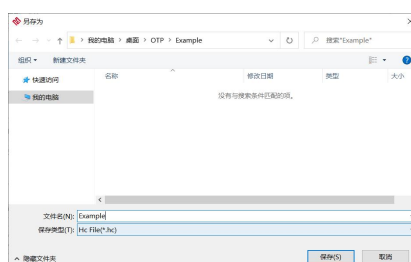 另存为
我的电脑 › 桌面 › OTP › Example
搜索"Example"
组织 新建文件夹
名称 修改日期 类型 大小
快速访问
我的电脑
没有与搜索条件匹配的项。
文件名(N): Example
保存类型(T): Hc File(*.hc)
隐藏文件夹 保存(S) 取消